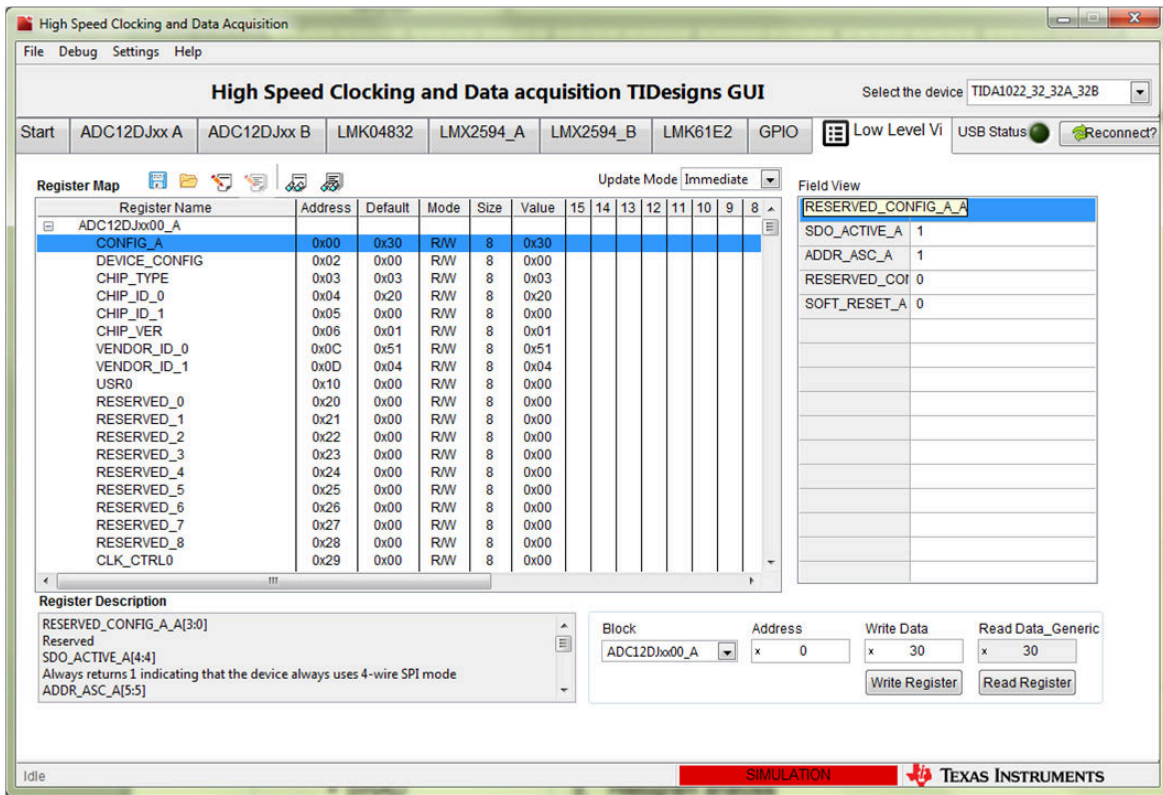 High Speed Clocking and Data Acquisition
File Debug Settings Help
High Speed Clocking and Data acquisition TIDesigns GUI
Select the device TIDA1022_32_32A_32B
Start ADC12DJxx A ADC12DJxx B LMK04832 LMX2594_A LMX2594_B LMK61E2 GPIO Low Level Vi USB Status Reconnect?
Register Map Update Mode Immediate
Register Name Address Default Mode Size Value 15 14 13 12 11 10 9 8
ADC12DJxx00_A
CONFIG_A 0x00 0x30 R/W 8 0x30
DEVICE_CONFIG 0x02 0x00 R/W 8 0x00
CHIP_TYPE 0x03 0x03 R/W 8 0x03
CHIP_ID_0 0x04 0x20 R/W 8 0x20
CHIP_ID_1 0x05 0x00 R/W 8 0x00
CHIP_VER 0x06 0x01 R/W 8 0x01
VENDOR_ID_0 0x0C 0x51 R/W 8 0x51
VENDOR_ID_1 0x0D 0x04 R/W 8 0x04
USR0 0x10 0x00 R/W 8 0x00
RESERVED_0 0x20 0x00 R/W 8 0x00
RESERVED_1 0x21 0x00 R/W 8 0x00
RESERVED_2 0x22 0x00 R/W 8 0x00
RESERVED_3 0x23 0x00 R/W 8 0x00
RESERVED_4 0x24 0x00 R/W 8 0x00
RESERVED_5 0x25 0x00 R/W 8 0x00
RESERVED_6 0x26 0x00 R/W 8 0x00
RESERVED_7 0x27 0x00 R/W 8 0x00
RESERVED_8 0x28 0x00 R/W 8 0x00
CLK_CTRL0 0x29 0x00 R/W 8 0x00
Field View
RESERVED_CONFIG_A_A
SDO_ACTIVE_A 1
ADDR_ASC_A 1
RESERVED_CO 0
SOFT_RESET_A 0
Register Description
RESERVED_CONFIG_A_A[3:0]
Reserved
SDO_ACTIVE_A[4:4]
Always returns 1 indicating that the device always uses 4-wire SPI mode
ADDR_ASC_A[5:5]
Block Address Write Data Read Data_Generic
ADC12DJxx00_A x 0 x 30 x 30
Write Register Read Register
Idle SIMULATION TEXAS INSTRUMENTS